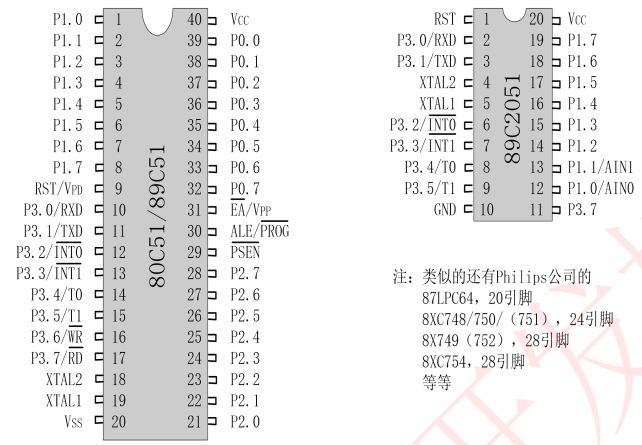 P1.0 1 40 Vcc
P1.1 2 39 P0.0
P1.2 3 38 P0.1
P1.3 4 37 P0.2
P1.4 5 36 P0.3
P1.5 6 35 P0.4
P1.6 7 34 P0.5
P1.7 8 33 P0.6
RST/VPD 9 32 P0.7
P3.0/RXD 10 31 EA/VPP
P3.1/TXD 11 30 ALE/PROG
P3.2/INT0 12 29 PSEN
P3.3/INT1 13 28 P2.7
P3.4/T0 14 27 P2.6
P3.5/T1 15 26 P2.5
P3.6/WR 16 25 P2.4
P3.7/RD 17 24 P2.3
XTAL2 18 23 P2.2
XTAL1 19 22 P2.1
Vss 20 21 P2.0
80C51/89C51
RST 1 20 Vcc
P3.0/RXD 2 19 P1.7
P3.1/TXD 3 18 P1.6
XTAL2 4 17 P1.5
XTAL1 5 16 P1.4
P3.2/INT0 6 15 P1.3
P3.3/INT1 7 14 P1.2
P3.4/T0 8 13 P1.1/AIN1
P3.5/T1 9 12 P1.0/AIN0
GND 10 11 P3.7
89C2051
注：类似的还有Philips公司的
87LPC64，20引脚
8XC748/750/（751），24引脚
8X749（752），28引脚
8XC754，28引脚
等等